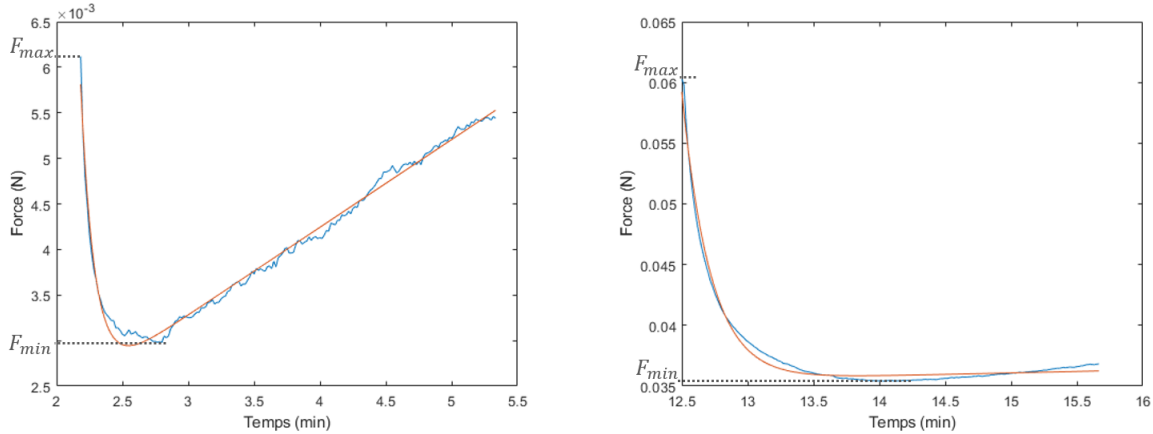 ×10⁻³
6.5
F_max
6
5.5
5
4.5
4
3.5
F_min
3
2.5
2 2.5 3 3.5 4 4.5 5 5.5
Force (N)
Temps (min)
0.065
F_max
0.06
0.055
0.05
0.045
0.04
F_min
0.035
12.5 13 13.5 14 14.5 15 15.5 16
Force (N)
Temps (min)